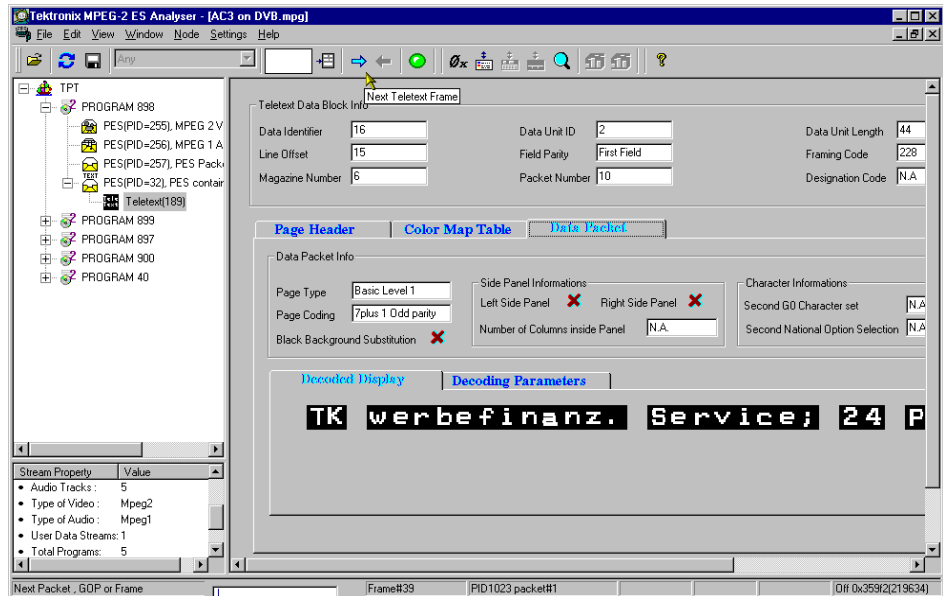 Tektronix MPEG-2 ES Analyser - [AC3 on DVB.mpg]
File Edit View Window Node Settings Help
Any
Next Teletext Frame
TPT
PROGRAM 898
PES(PID=255), MPEG 2 V
PES(PID=256), MPEG 1 A
PES(PID=257), PES Pack
TEXT
PES(PID=32), PES contain
Teletext(189)
PROGRAM 899
PROGRAM 897
PROGRAM 900
PROGRAM 40
Teletext Data Block Info
Data Identifier 16 Data Unit ID 2 Data Unit Length 44
Line Offset 15 Field Parity First Field Framing Code 228
Magazine Number 6 Packet Number 10 Designation Code N.A
Page Header Color Map Table Data Packet
Data Packet Info
Page Type Basic Level 1
Page Coding 7plus 1 Odd parity
Black Background Substitution
Side Panel Informations
Left Side Panel Right Side Panel
Number of Columns inside Panel N.A.
Character Informations
Second G0 Character set N.A
Second National Option Selection N.A
Decoded Display Decoding Parameters
TK werbefinanz. Service; 24 P
Stream Property Value
Audio Tracks : 5
Type of Video : Mpeg2
Type of Audio : Mpeg1
User Data Streams: 1
Total Programs: 5
Next Packet , GOP or Frame Frame#39 PID1023 packet#1 Off 0x359f2(219634)